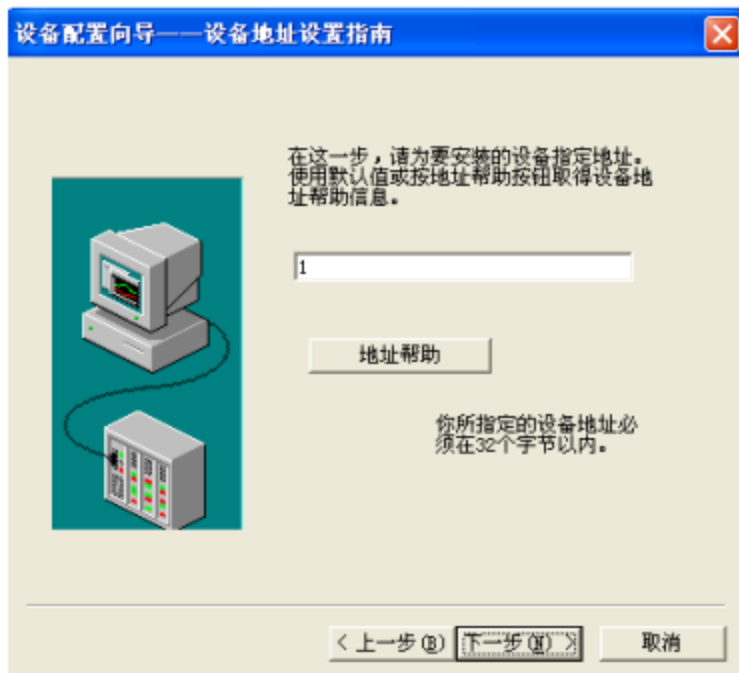 设备配置向导——设备地址设置指南
在这一步，请为要安装的设备指定地址。
使用默认值或按地址帮助按钮取得设备地
址帮助信息。
1
地址帮助
你所指定的设备地址必
须在32个字节以内。
< 上一步(B) 下一步(N) > 取消